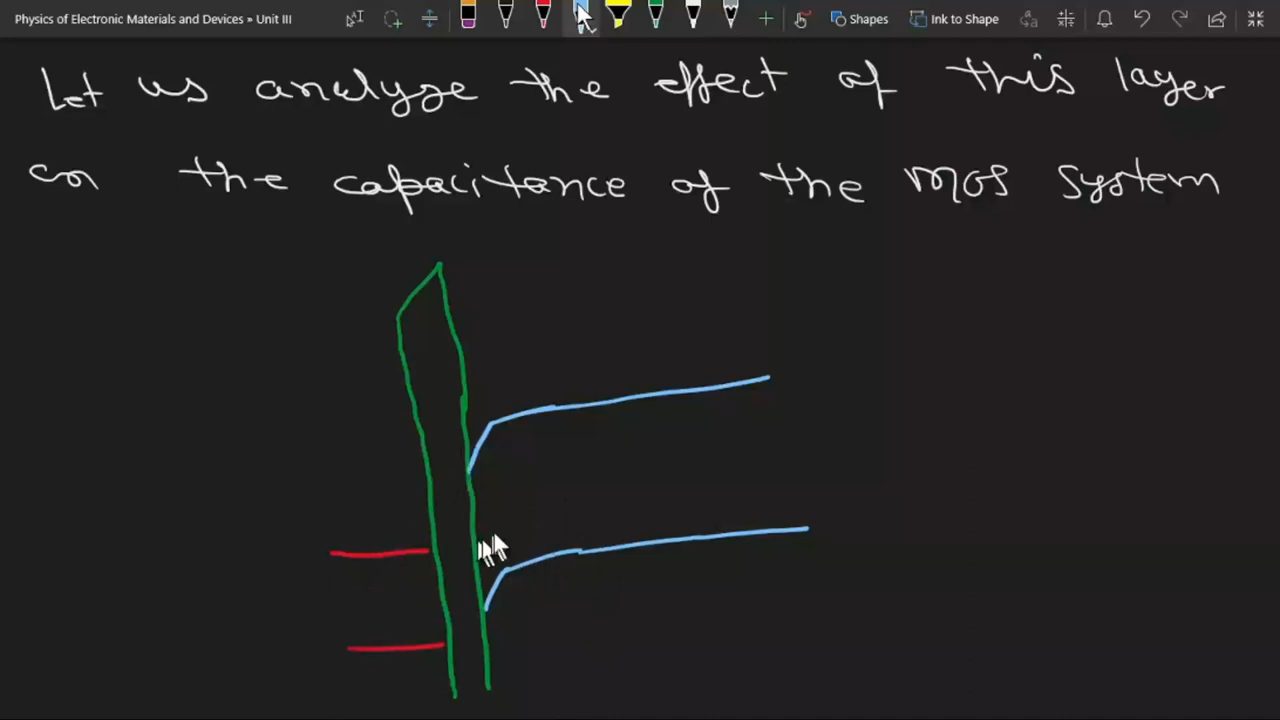 Physics of Electronic Materials and Devices » Unit III
Shapes
Ink to Shape
Let us analyze the effect of this layer
on the capacitance of the MOS system